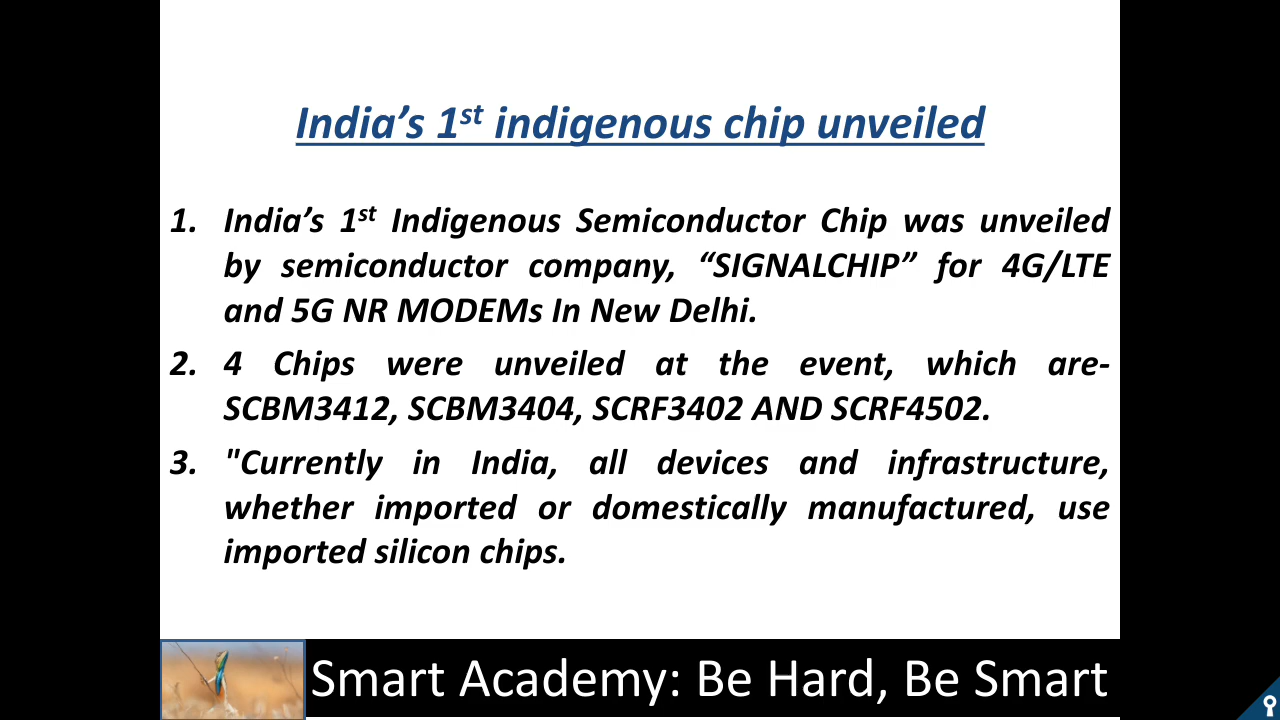 India’s 1st indigenous chip unveiled
1. India’s 1st Indigenous Semiconductor Chip was unveiled
by semiconductor company, “SIGNALCHIP” for 4G/LTE
and 5G NR MODEMs In New Delhi.
2. 4 Chips were unveiled at the event, which are-
SCBM3412, SCBM3404, SCRF3402 AND SCRF4502.
3. "Currently in India, all devices and infrastructure,
whether imported or domestically manufactured, use
imported silicon chips.
Smart Academy: Be Hard, Be Smart